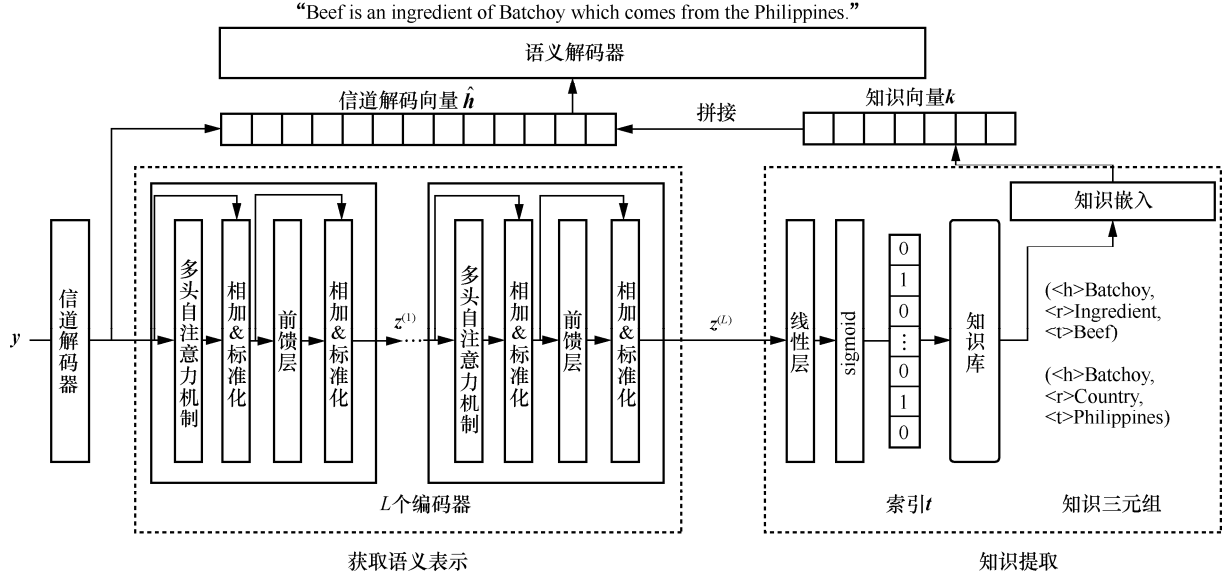 “Beef is an ingredient of Batchoy which comes from the Philippines.”
语义解码器
信道解码向量 ĥ
拼接
知识向量k
知识嵌入
y
信道解码器
多头自注意力机制
相加&标准化
前馈层
相加&标准化
z(1)
…
多头自注意力机制
相加&标准化
前馈层
相加&标准化
z(L)
线性层
sigmoid
0
1
0
⋮
0
1
0
知识库
(<h>Batchoy,
<r>Ingredient,
<t>Beef)
(<h>Batchoy,
<r>Country,
<t>Philippines)
L个编码器
索引t
知识三元组
获取语义表示
知识提取